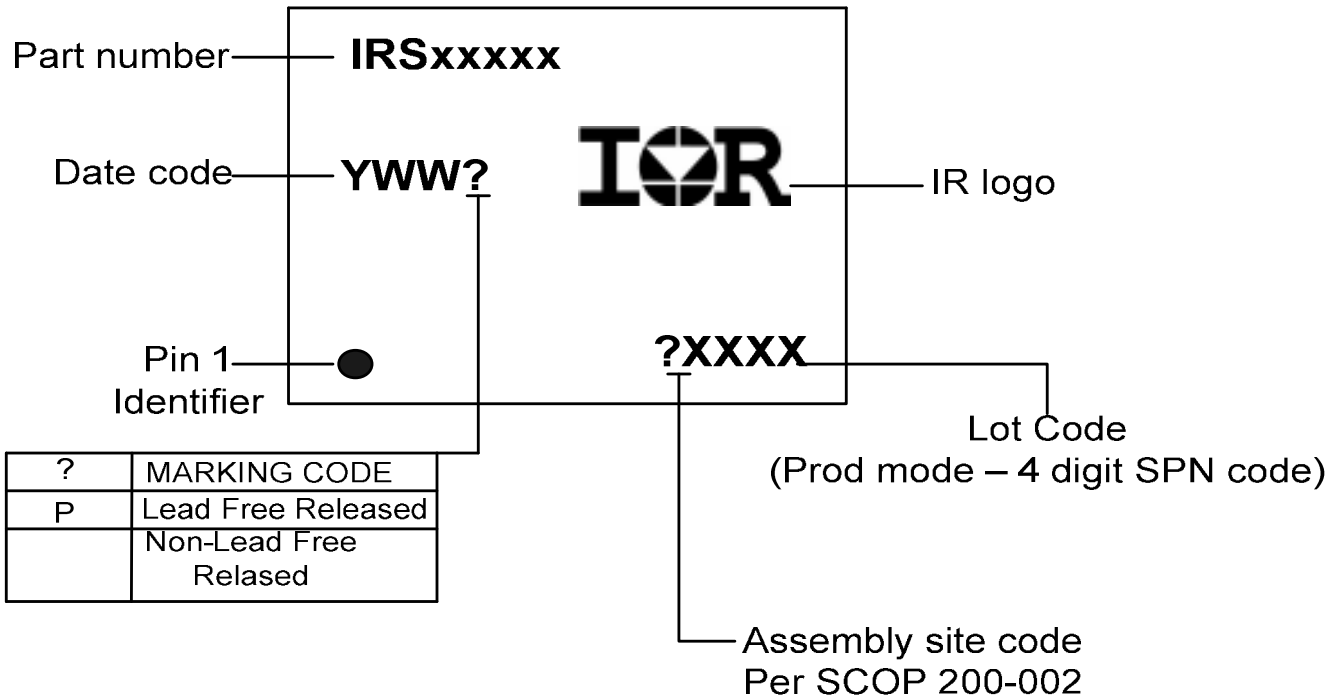 Part number
IRSxxxxx
Date code
YWW?
IOR
IR logo
Pin 1
Identifier
?XXXX
Lot Code
(Prod mode – 4 digit SPN code)
? MARKING CODE
P Lead Free Released
Non-Lead Free
Relased
Assembly site code
Per SCOP 200-002